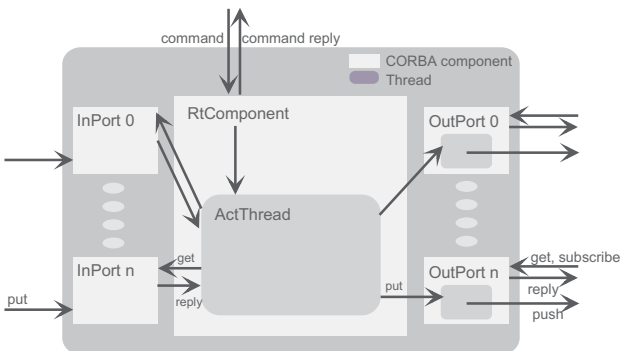 command
command reply
CORBA component
Thread
InPort 0
RtComponent
OutPort 0
ActThread
get
InPort n
reply
put
put
OutPort n
get, subscribe
reply
push